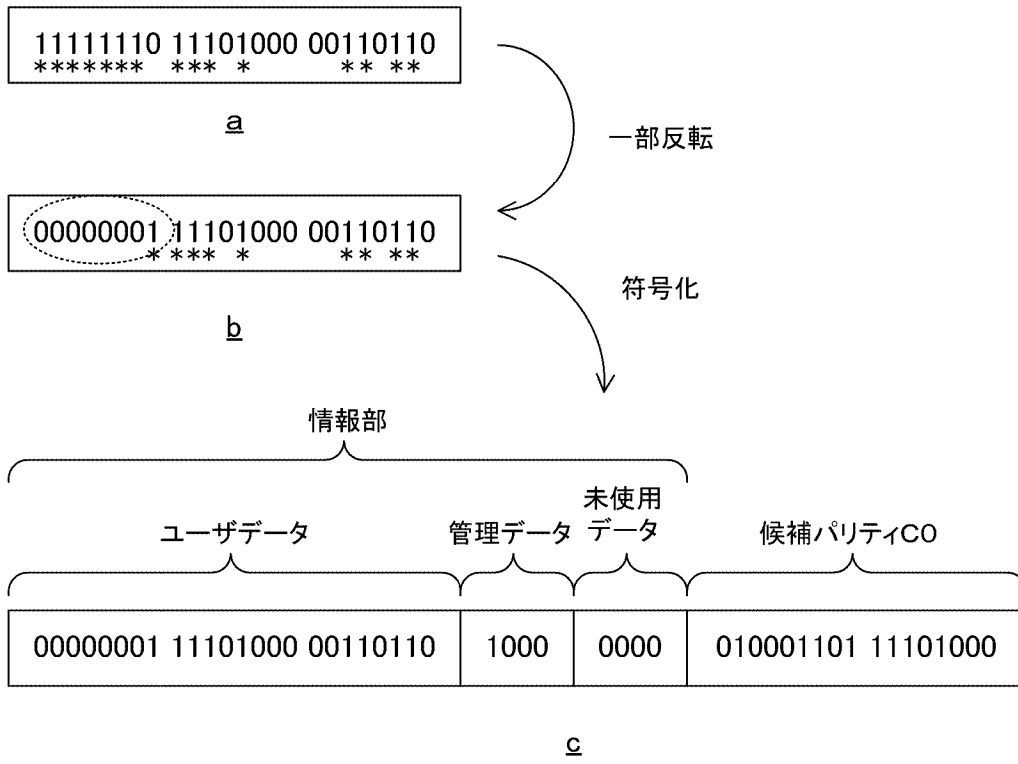 11111110 11101000 00110110
******* *** * ** **
a
一部反転
00000001 11101000 00110110
* *** * ** **
b
符号化
情報部
ユーザデータ
管理データ
未使用
データ
候補パリティC0
00000001 11101000 00110110
1000
0000
010001101 11101000
c